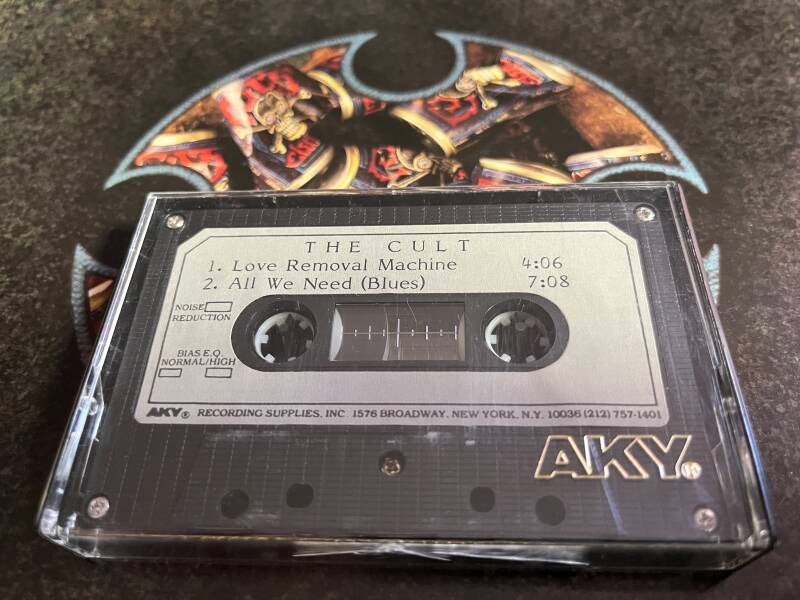 THE CULT
1. Love Removal Machine 4:06
2. All We Need (Blues) 7:08
NOISE
REDUCTION
BIAS E.Q.
NORMAL/HIGH
AKY® RECORDING SUPPLIES, INC 1576 BROADWAY, NEW YORK, N.Y. 10036 (212) 757-1401
AKY®